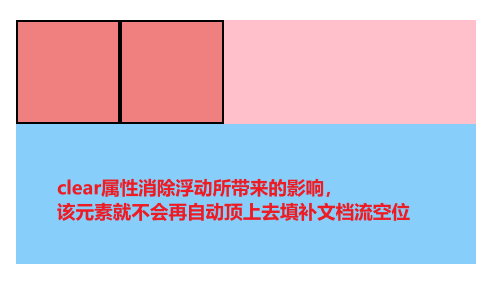 clear属性消除浮动所带来的影响，
该元素就不会再自动顶上去填补文档流空位